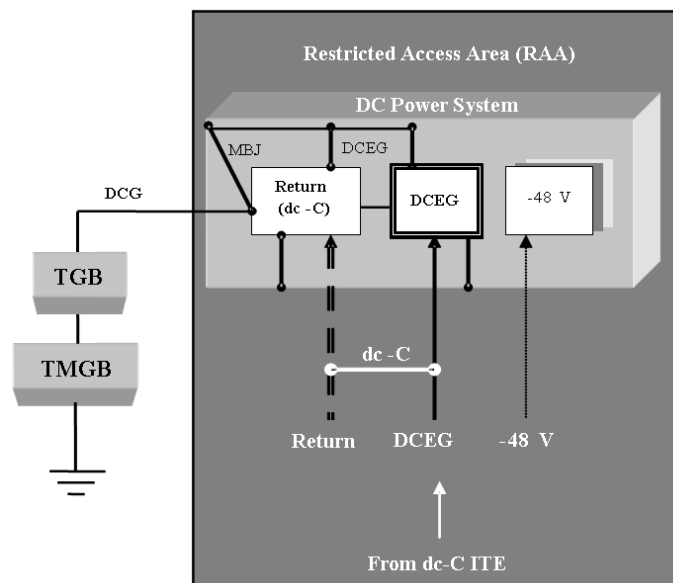 Restricted Access Area (RAA)
DC Power System
MBJ
DCEG
Return
(dc -C)
DCEG
-48 V
DCG
TGB
TMGB
dc -C
Return
DCEG
-48 V
From dc-C ITE